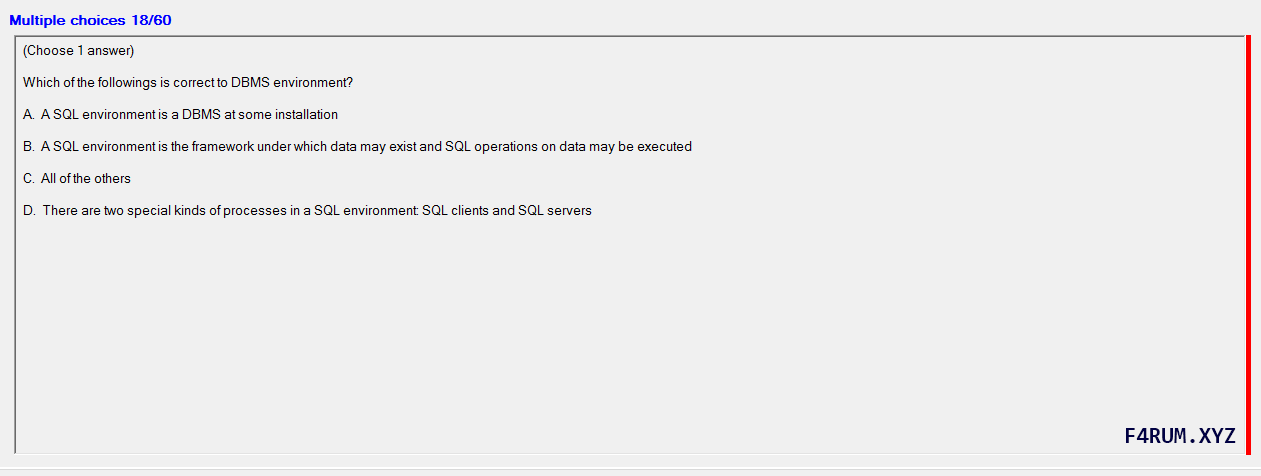 Multiple choices 18/60
(Choose 1 answer)
Which of the followings is correct to DBMS environment?
A. A SQL environment is a DBMS at some installation
B. A SQL environment is the framework under which data may exist and SQL operations on data may be executed
C. All of the others
D. There are two special kinds of processes in a SQL environment: SQL clients and SQL servers
F4RUM.XYZ